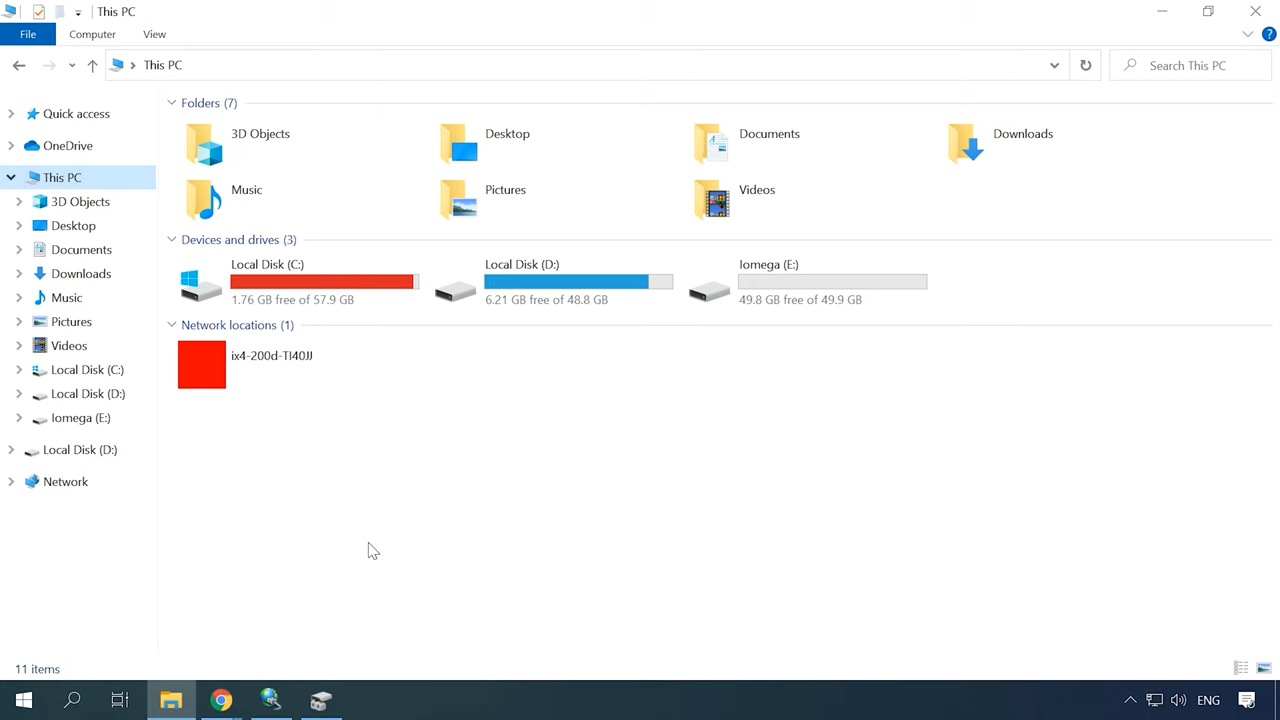 This PC
File Computer View
This PC
Search This PC
Quick access
OneDrive
This PC
3D Objects
Desktop
Documents
Downloads
Music
Pictures
Videos
Local Disk (C:)
Local Disk (D:)
Iomega (E:)
Local Disk (D:)
Network
Folders (7)
3D Objects
Desktop
Documents
Downloads
Music
Pictures
Videos
Devices and drives (3)
Local Disk (C:)
1.76 GB free of 57.9 GB
Local Disk (D:)
6.21 GB free of 48.8 GB
Iomega (E:)
49.8 GB free of 49.9 GB
Network locations (1)
ix4-200d-TI40JJ
11 items
ENG